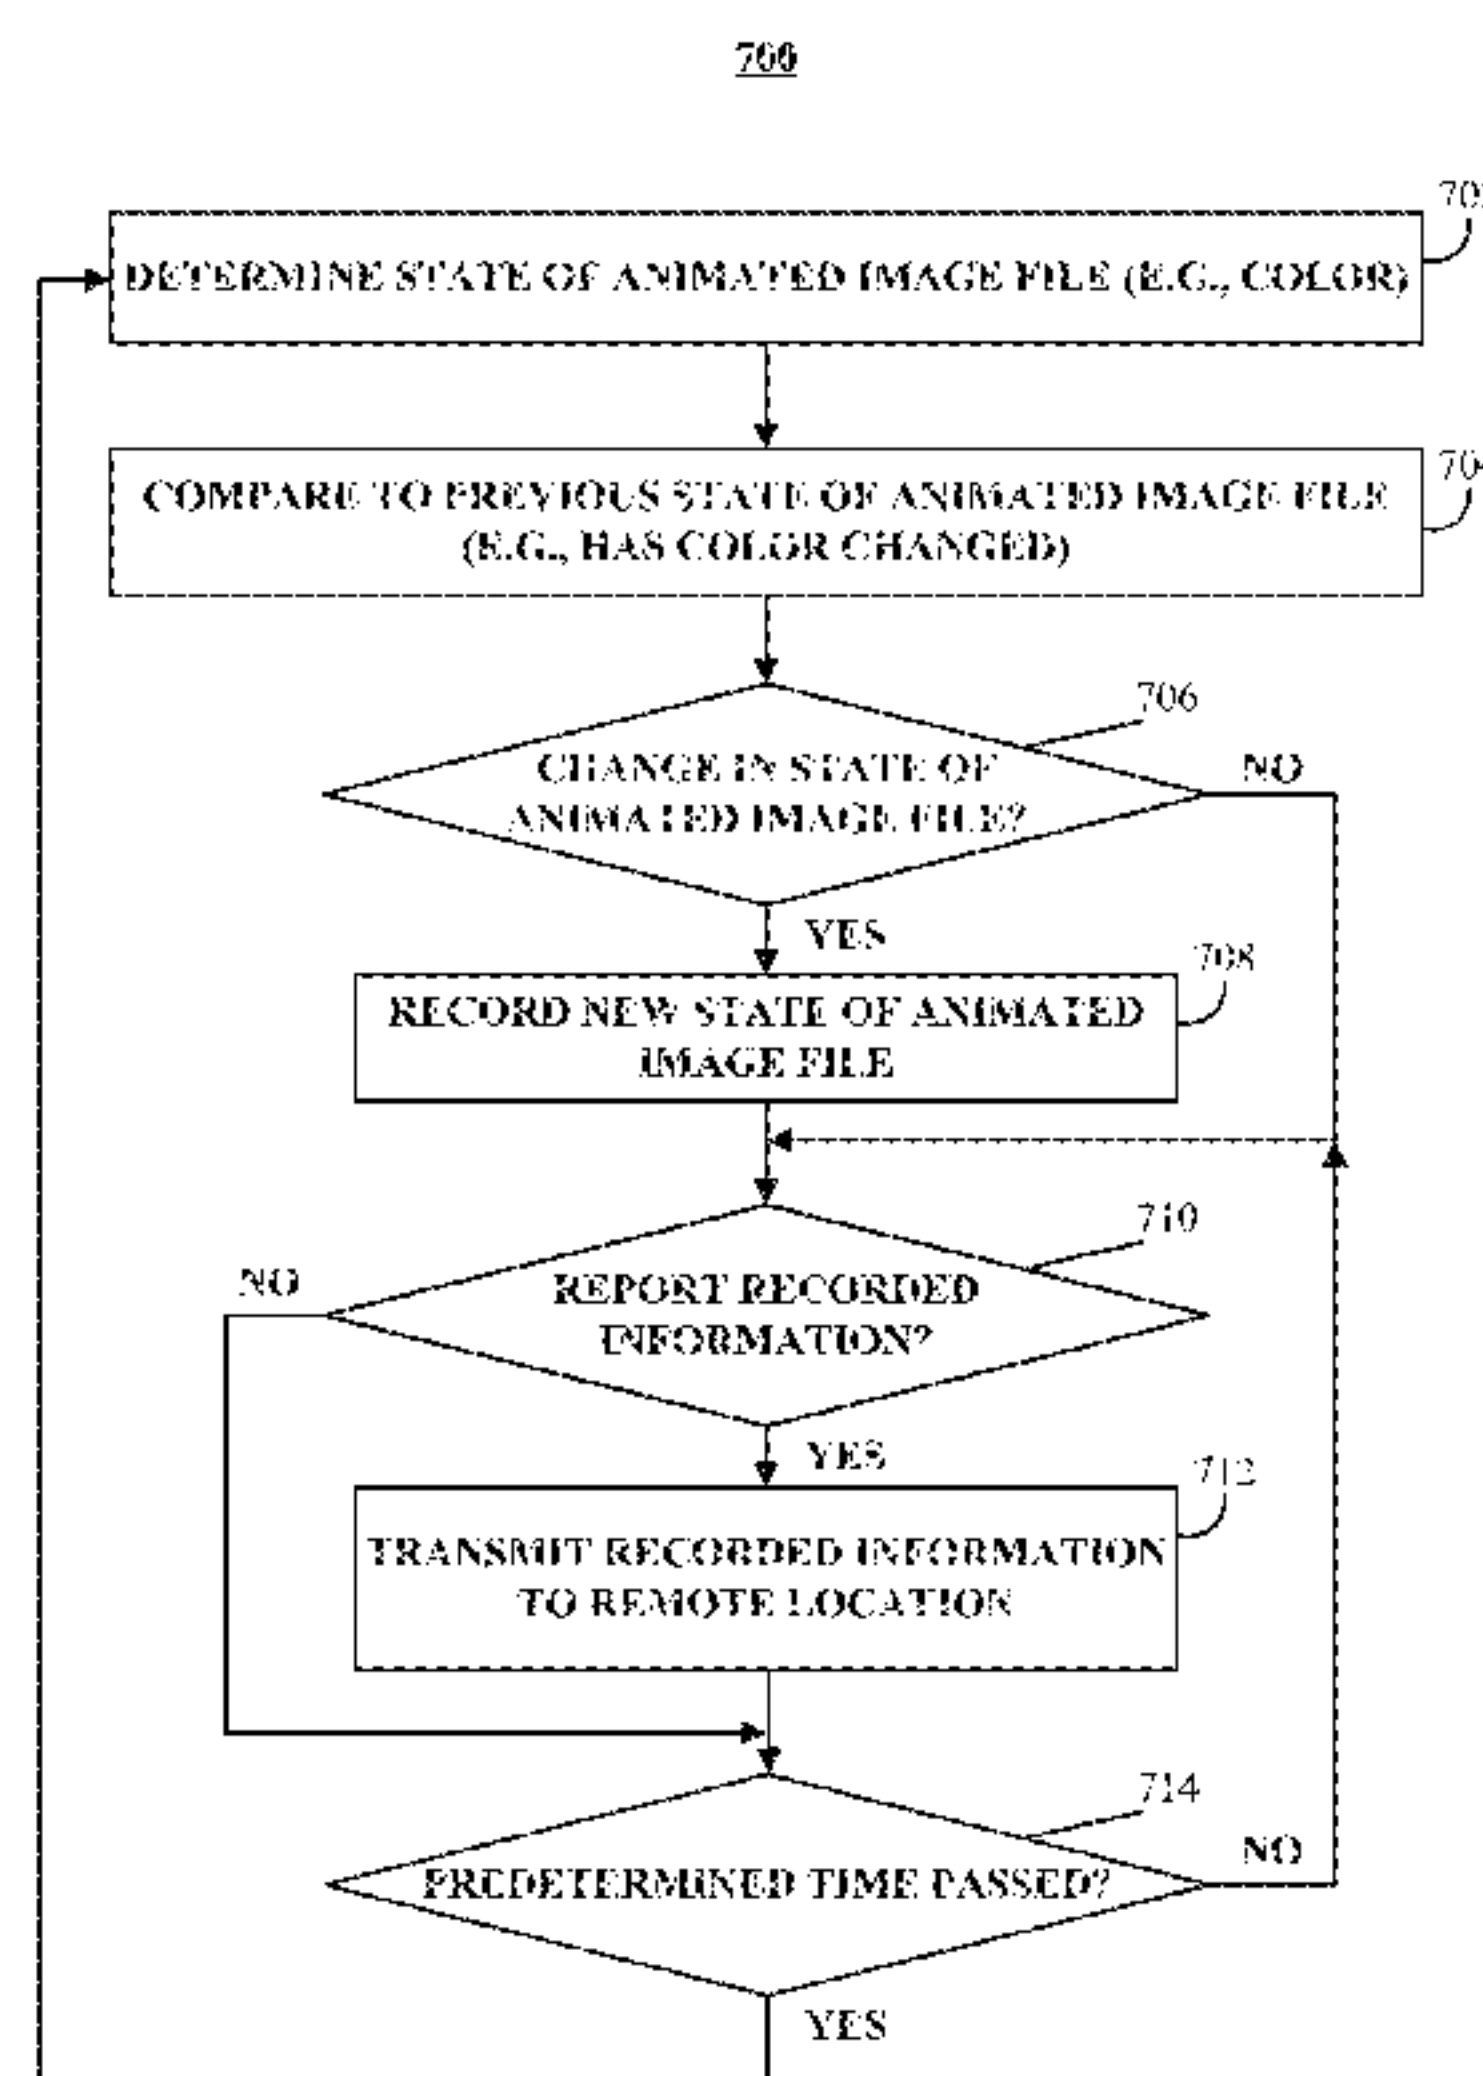 700
DETERMINE STATE OF ANIMATED IMAGE FILE (E.G., COLOR)
COMPARE TO PREVIOUS STATE OF ANIMATED IMAGE FILE
(E.G., HAS COLOR CHANGED)
706
CHANGE IN STATE OF
ANIMATED IMAGE FILE?
NO
YES
708
RECORD NEW STATE OF ANIMATED
IMAGE FILE
710
NO
REPORT RECORDED
INFORMATION?
YES
712
TRANSMIT RECORDED INFORMATION
TO REMOTE LOCATION
714
NO
PREDETERMINED TIME PASSED?
YES